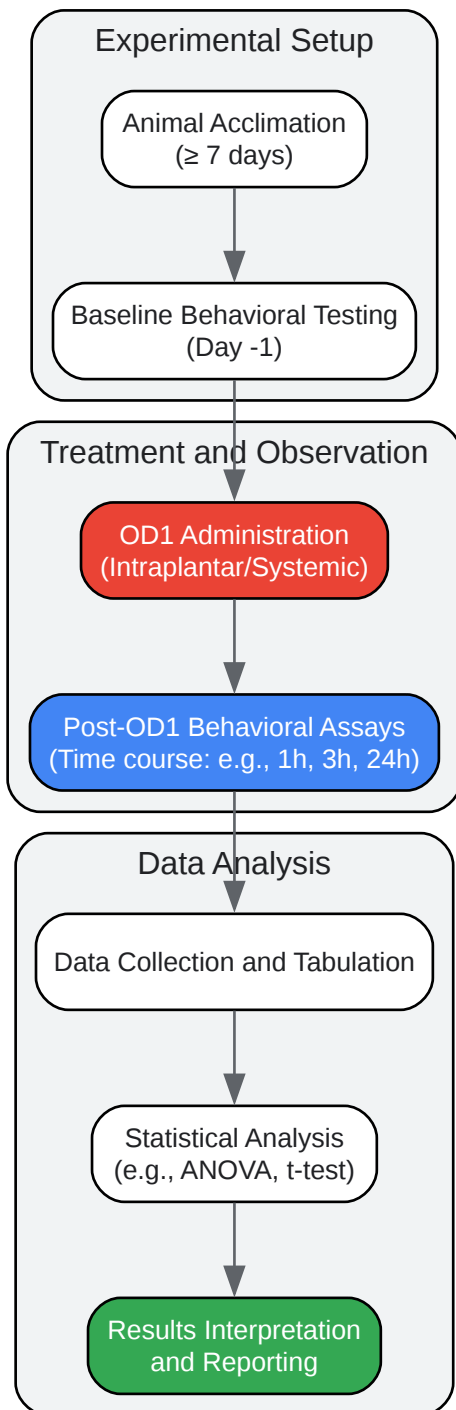 Experimental Setup
Animal Acclimation
(≥ 7 days)
Baseline Behavioral Testing
(Day -1)
Treatment and Observation
OD1 Administration
(Intraplantar/Systemic)
Post-OD1 Behavioral Assays
(Time course: e.g., 1h, 3h, 24h)
Data Analysis
Data Collection and Tabulation
Statistical Analysis
(e.g., ANOVA, t-test)
Results Interpretation
and Reporting